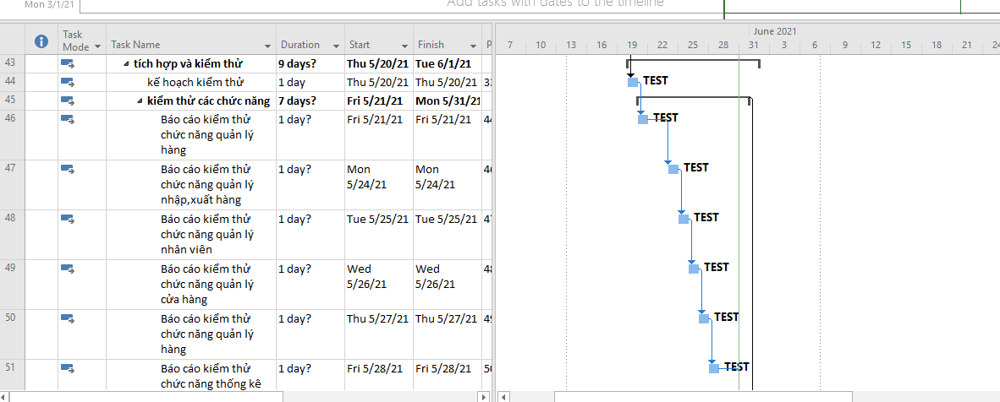 Mon 3/1/21
Add tasks with dates to the timeline
Task Mode Task Name Duration Start Finish P
June 2021
7 10 13 16 19 22 25 28 31 3 6 9 12 15 18 21 24
43 tích hợp và kiểm thử 9 days? Thu 5/20/21 Tue 6/1/21
44 kế hoạch kiểm thử 1 day Thu 5/20/21 Thu 5/20/21 33
TEST
45 kiểm thử các chức năng 7 days? Fri 5/21/21 Mon 5/31/21
46 Báo cáo kiểm thử 1 day? Fri 5/21/21 Fri 5/21/21 44
chức năng quản lý
hàng
TEST
47 Báo cáo kiểm thử 1 day? Mon Mon 46
chức năng quản lý 5/24/21 5/24/21
nhập,xuất hàng
TEST
48 Báo cáo kiểm thử 1 day? Tue 5/25/21 Tue 5/25/21 47
chức năng quản lý
nhân viên
TEST
49 Báo cáo kiểm thử 1 day? Wed Wed 48
chức năng quản lý 5/26/21 5/26/21
cửa hàng
TEST
50 Báo cáo kiểm thử 1 day? Thu 5/27/21 Thu 5/27/21 49
chức năng quản lý
hàng
TEST
51 Báo cáo kiểm thử 1 day? Fri 5/28/21 Fri 5/28/21 50
chức năng thống kê
TEST